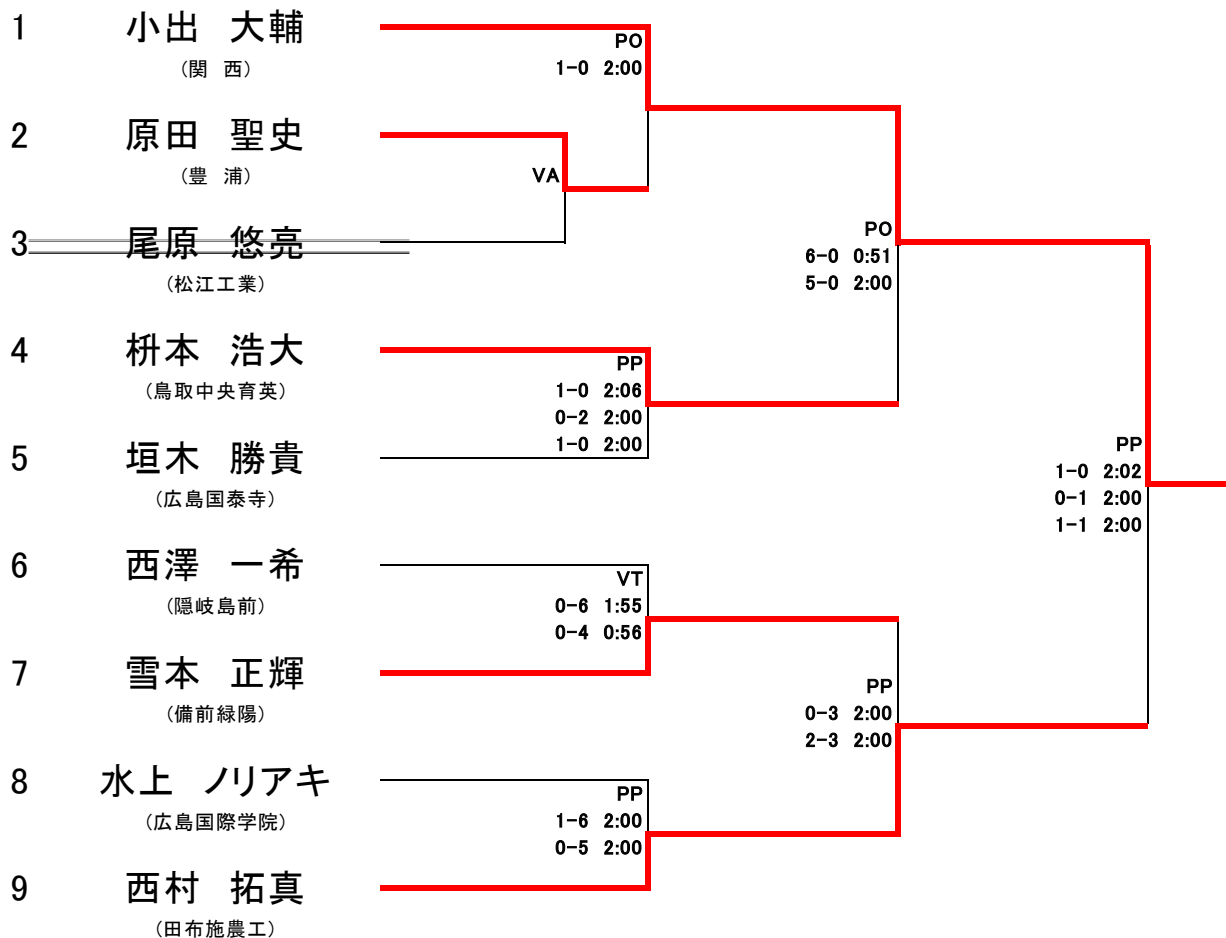 1 小出 大輔
(関 西)
2 原田 聖史
(豊 浦)
3 尾原 悠亮
(松江工業)
4 枡本 浩大
(鳥取中央育英)
5 垣木 勝貴
(広島国泰寺)
6 西澤 一希
(隠岐島前)
7 雪本 正輝
(備前緑陽)
8 水上 ノリアキ
(広島国際学院)
9 西村 拓真
(田布施農工)
PO
1-0 2:00
VA
PP
1-0 2:06
0-2 2:00
1-0 2:00
VT
0-6 1:55
0-4 0:56
PP
1-6 2:00
0-5 2:00
PO
6-0 0:51
5-0 2:00
PP
0-3 2:00
2-3 2:00
PP
1-0 2:02
0-1 2:00
1-1 2:00